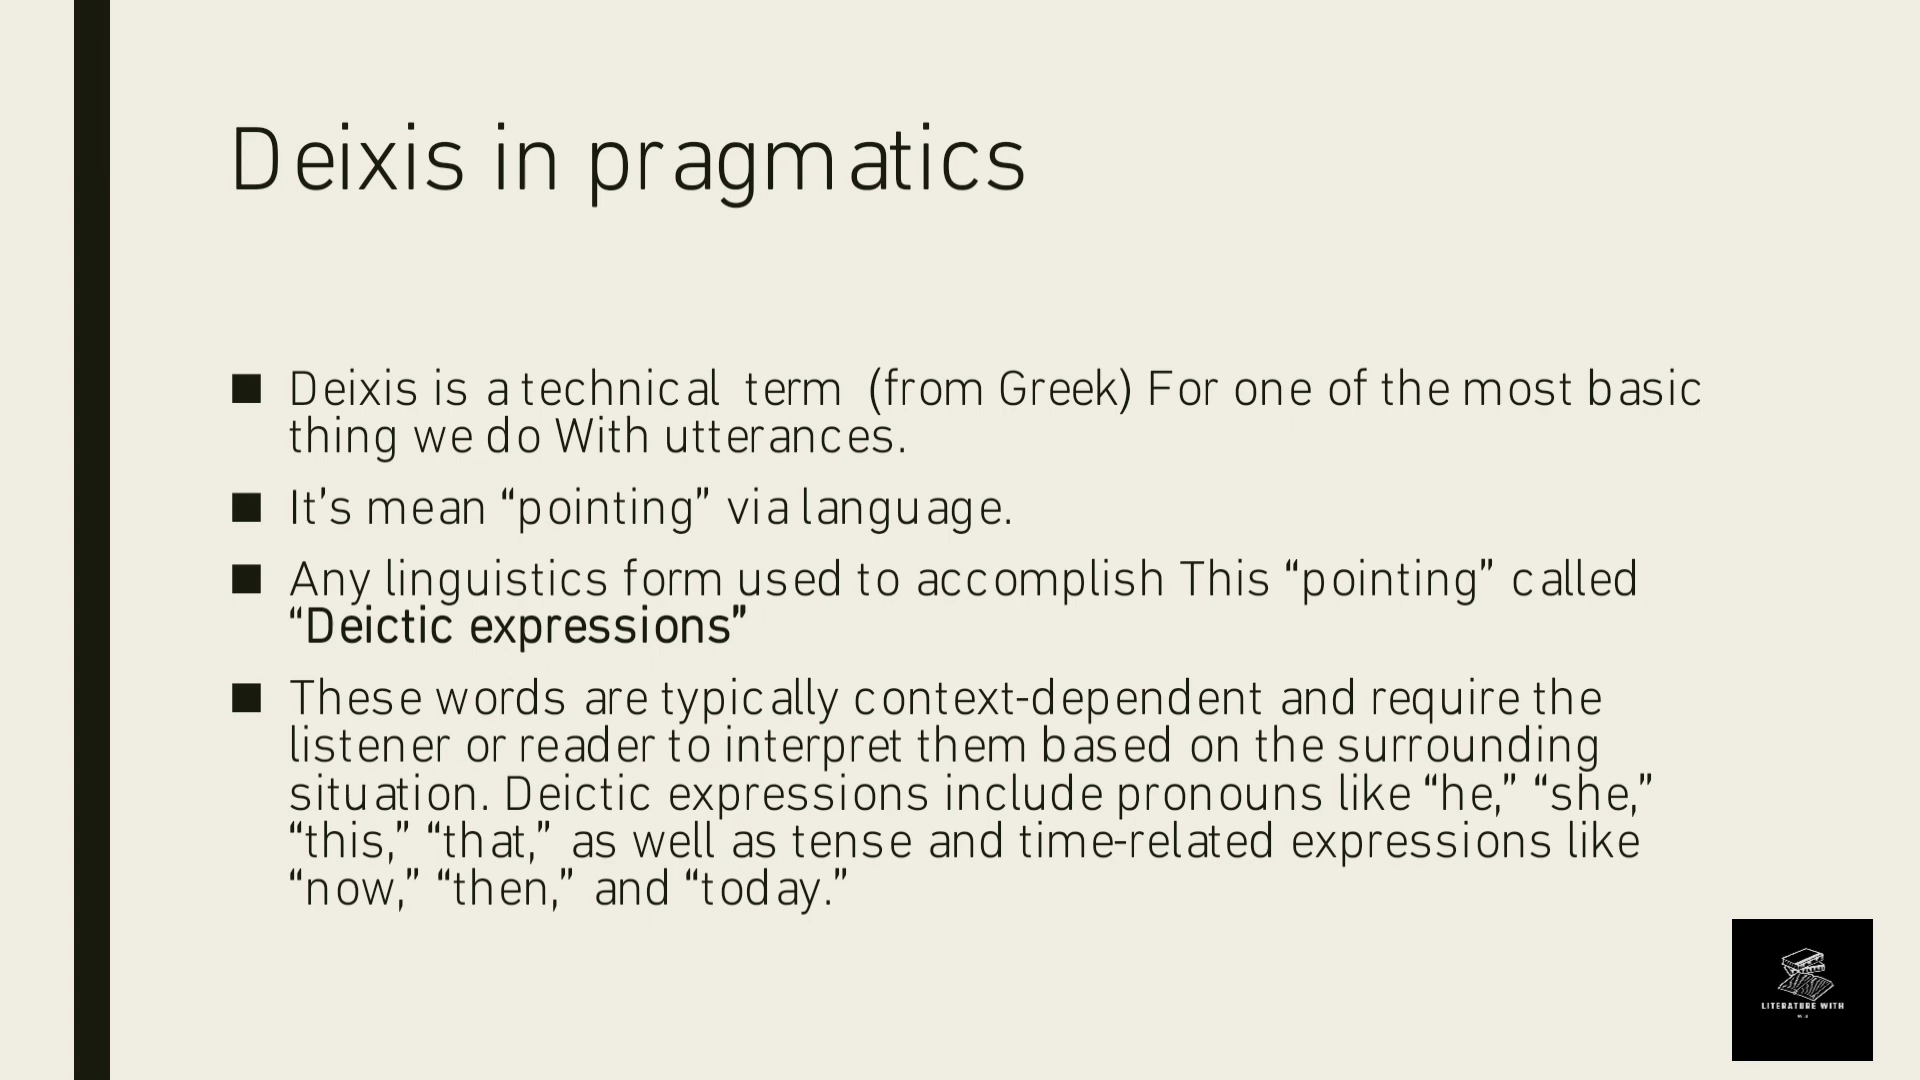 Deixis in pragmatics
■ Deixis is a technical term (from Greek) For one of the most basic
thing we do With utterances.
■ It's mean “pointing” via language.
■ Any linguistics form used to accomplish This “pointing” called
“Deictic expressions”
■ These words are typically context-dependent and require the
listener or reader to interpret them based on the surrounding
situation. Deictic expressions include pronouns like “he,” “she,”
“this,” “that,” as well as tense and time-related expressions like
“now,” “then,” and “today.”
LITERATURE WITH